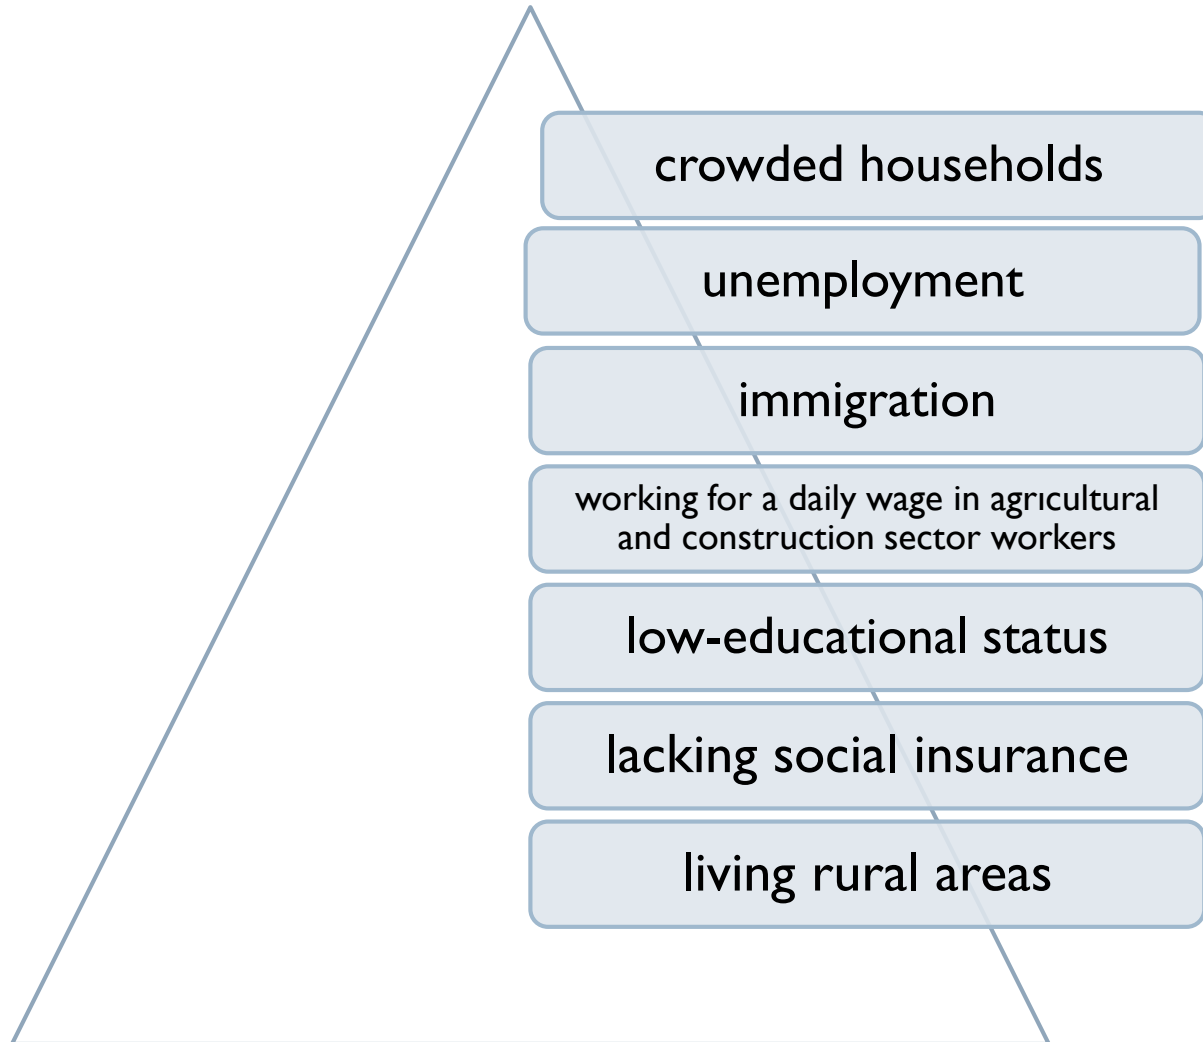 crowded households
unemployment
immigration
working for a daily wage in agricultural
and construction sector workers
low-educational status
lacking social insurance
living rural areas